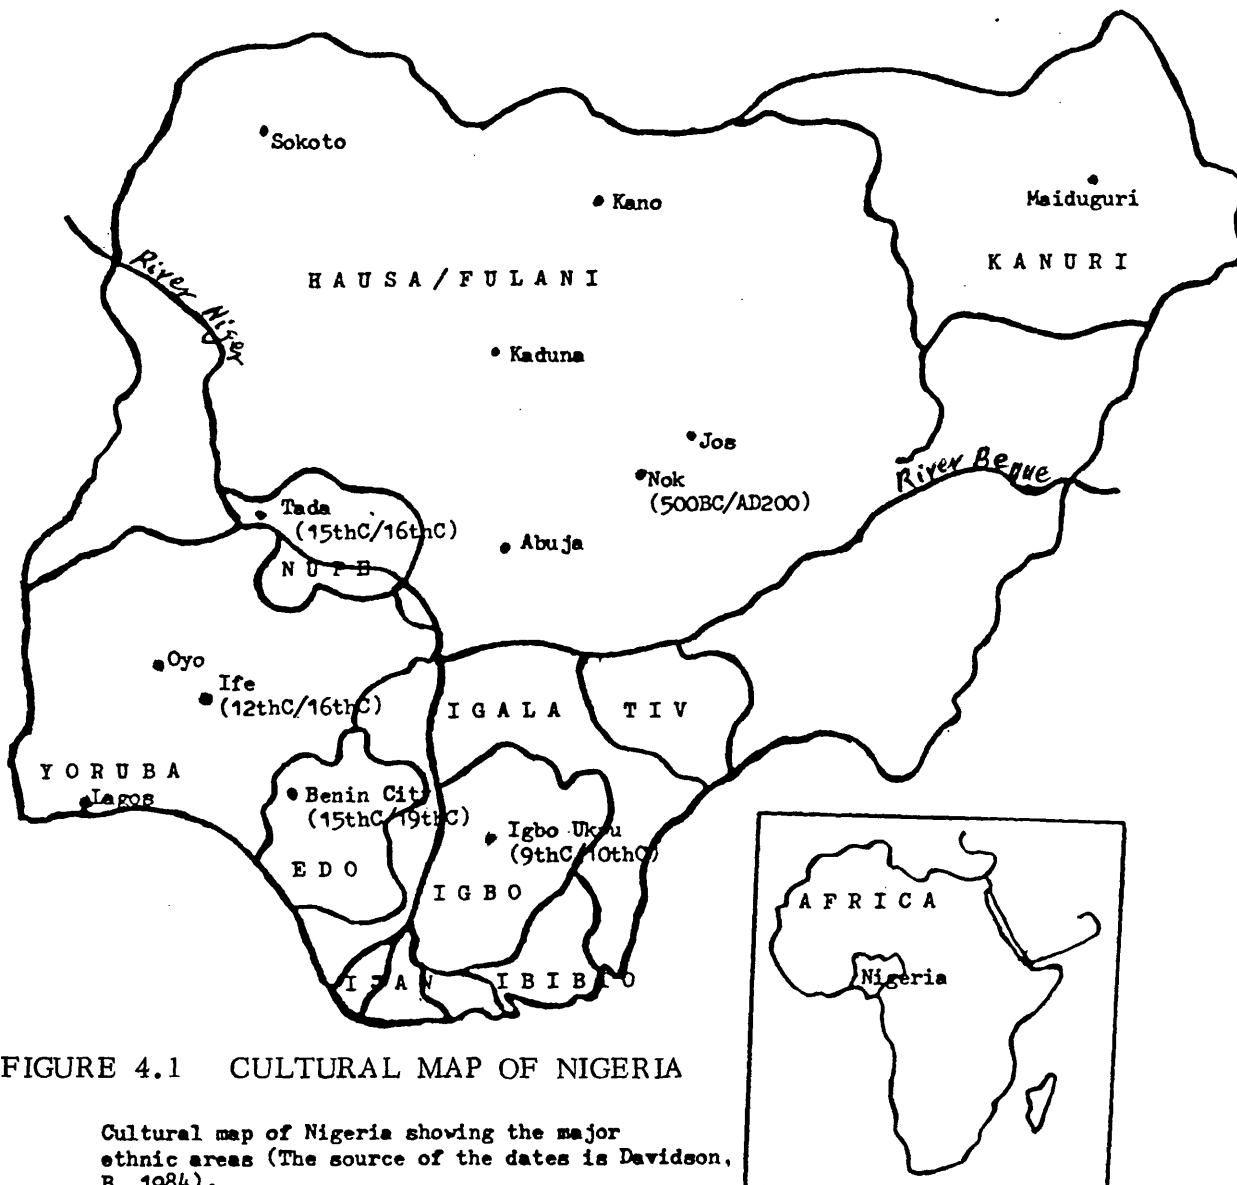 Sokoto
Kano
Maiduguri
River Niger
HAUSA/FULANI
KANURI
Kaduna
Jos
River Benue
Nok
(500BC/AD200)
Tada
(15thC/16thC)
Abuja
NUPE
Oyo
Ife
(12thC/16thC)
IGALA
TIV
YORUBA
Lagos
Benin City
(15thC/19thC)
Igbo Ukwu
(9thC/10thC)
EDO
IGBO
IJAW
IBIBIO
AFRICA
Nigeria
FIGURE 4.1 CULTURAL MAP OF NIGERIA
Cultural map of Nigeria showing the major
ethnic areas (The source of the dates is Davidson,
B. 1984).